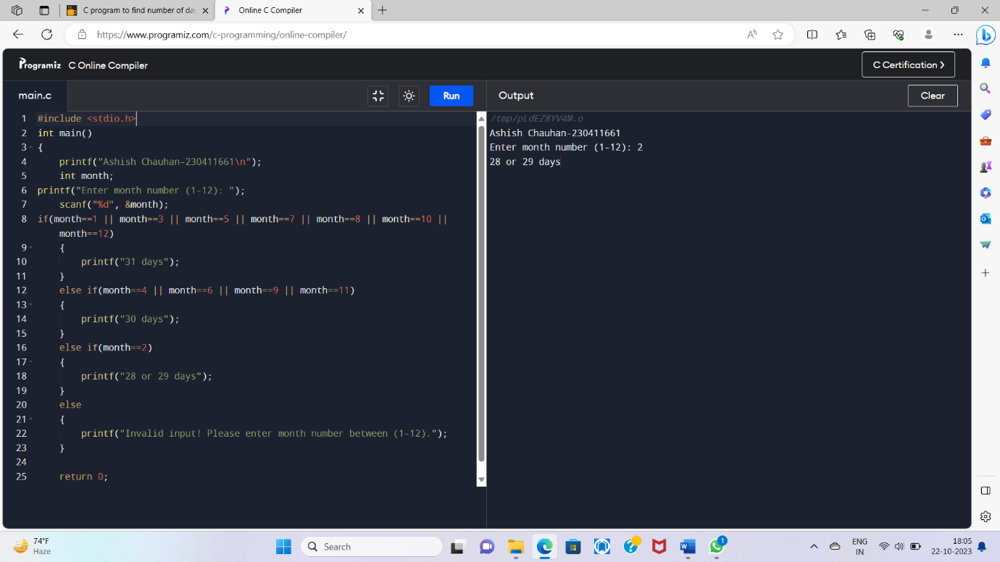 C program to find number of da
Online C Compiler
https://www.programiz.com/c-programming/online-compiler/
Programiz C Online Compiler
C Certification >
main.c
Run
Output
Clear
1 #include <stdio.h>
2 int main()
3 {
4 printf("Ashish Chauhan-230411661\n");
5 int month;
6 printf("Enter month number (1-12): ");
7 scanf("%d", &month);
8 if(month==1 || month==3 || month==5 || month==7 || month==8 || month==10 ||
month==12)
9 {
10 printf("31 days");
11 }
12 else if(month==4 || month==6 || month==9 || month==11)
13 {
14 printf("30 days");
15 }
16 else if(month==2)
17 {
18 printf("28 or 29 days");
19 }
20 else
21 {
22 printf("Invalid input! Please enter month number between (1-12).");
23 }
24
25 return 0;
/tmp/pLdEZ8YV4M.o
Ashish Chauhan-230411661
Enter month number (1-12): 2
28 or 29 days
74°F
Haze
Search
1
ENG
IN
18:05
22-10-2023